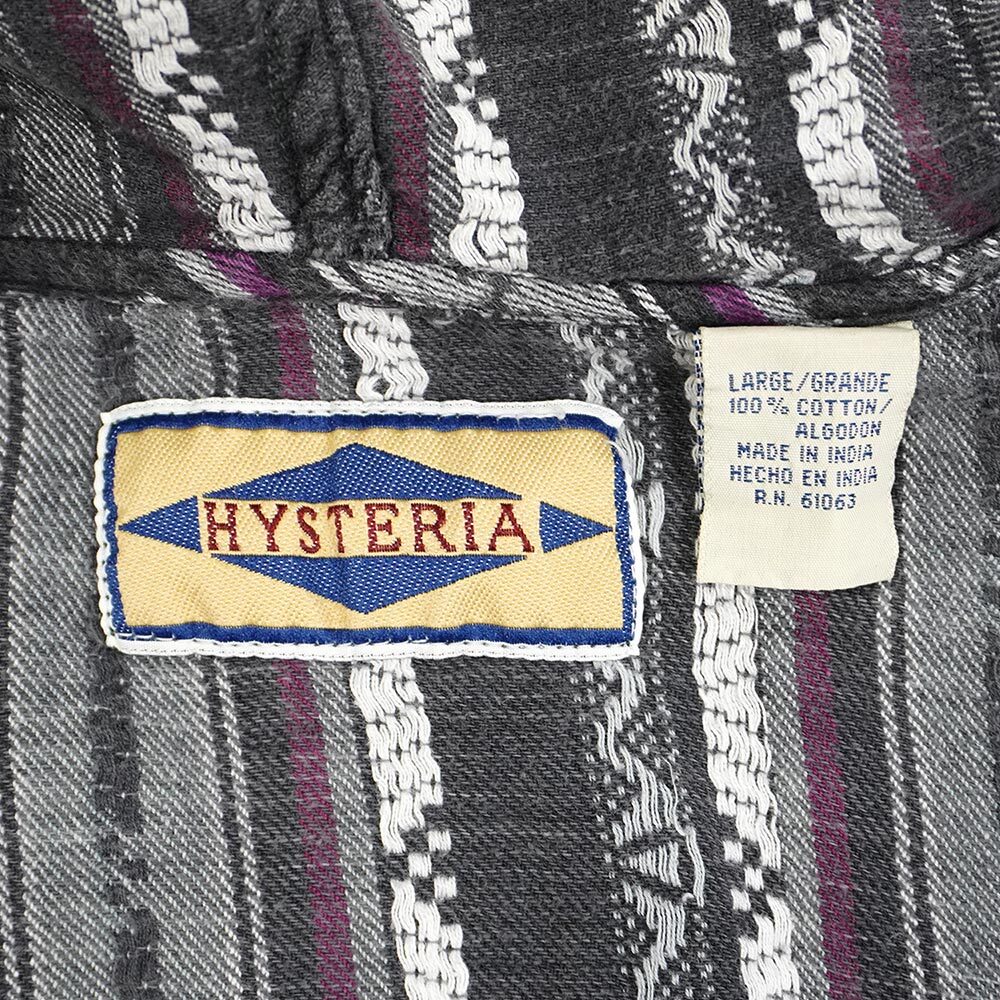 HYSTERIA
LARGE/GRANDE
100% COTTON/
ALGODON
MADE IN INDIA
HECHO EN INDIA
R.N. 61063